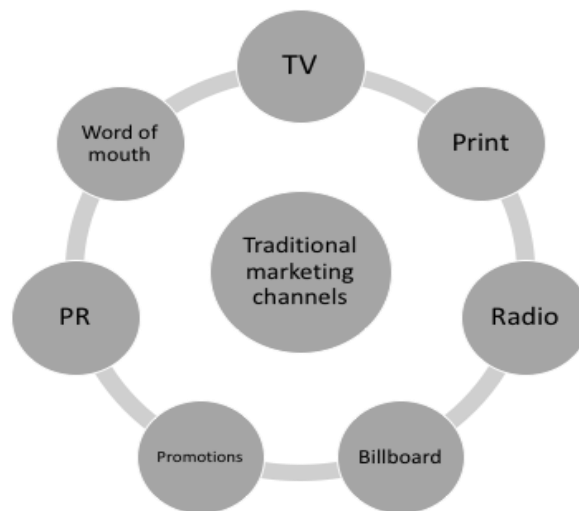 TV
Print
Radio
Billboard
Promotions
PR
Word of
mouth
Traditional
marketing
channels